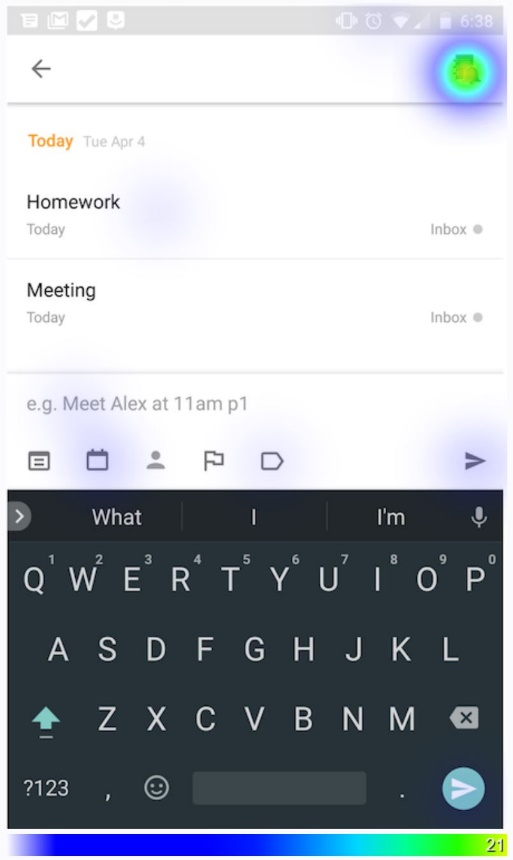 6:38
Today Tue Apr 4
Homework
Today Inbox
Meeting
Today Inbox
e.g. Meet Alex at 11am p1
What I I'm
1 2 3 4 5 6 7 8 9 0
Q W E R T Y U I O P
A S D F G H J K L
Z X C V B N M
?123 , .
21